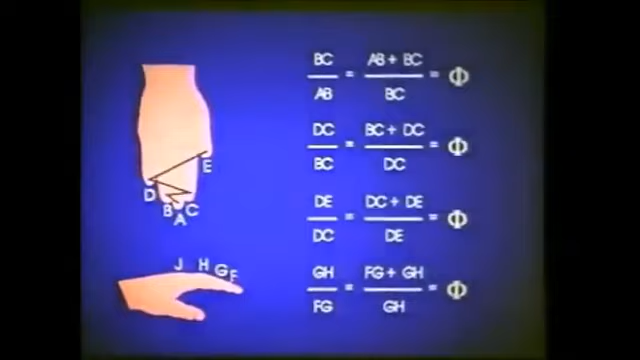 BC/AB = AB + BC/BC = Φ
DC/BC = BC + DC/DC = Φ
E
D
B C
A
DE/DC = DC + DE/DE = Φ
J H G F
GH/FG = FG + GH/GH = Φ